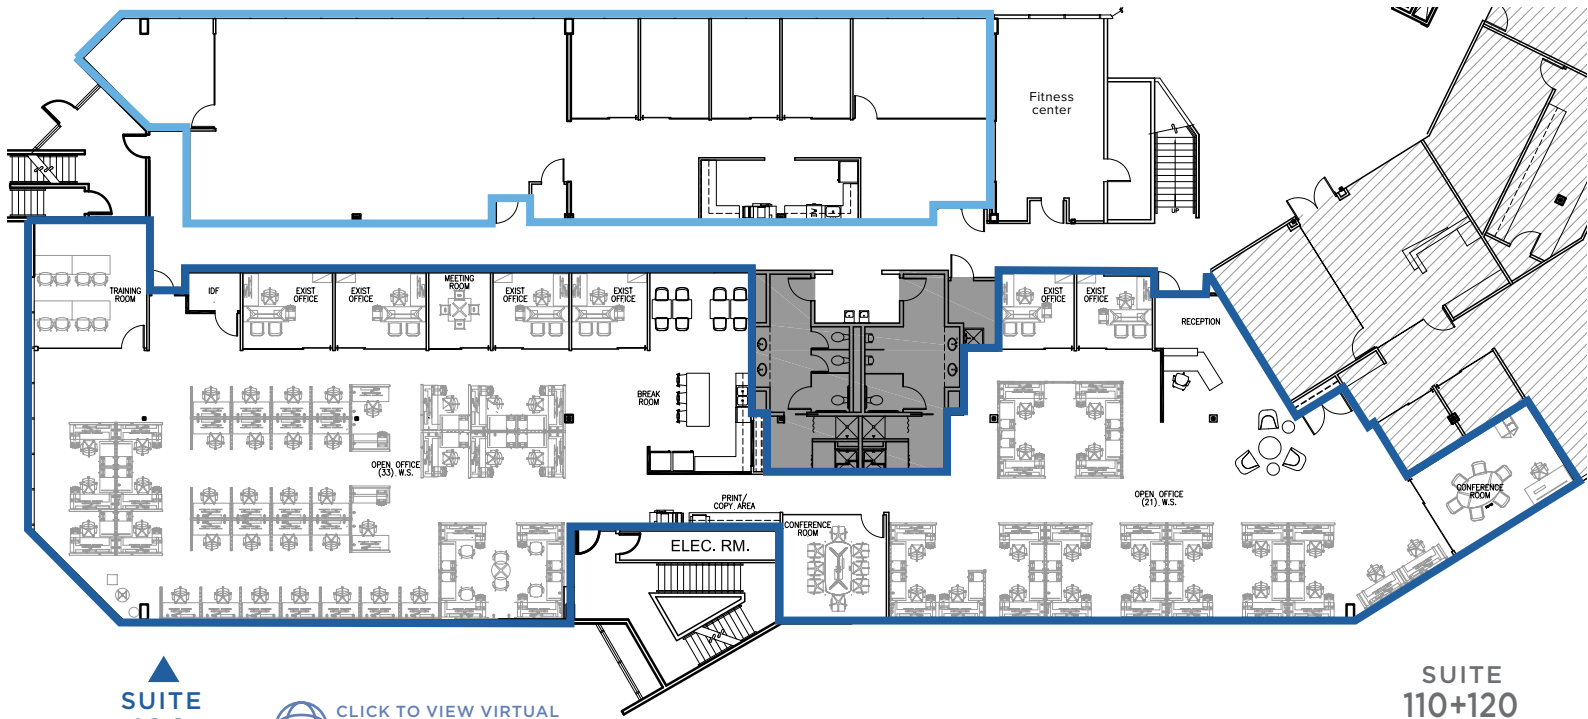 Fitness
center
UP
TRAINING
ROOM
IDF
EXIST
OFFICE
EXIST
OFFICE
MEETING
ROOM
EXIST
OFFICE
EXIST
OFFICE
EXIST
OFFICE
EXIST
OFFICE
RECEPTION
BREAK
ROOM
OPEN OFFICE
(33). W.S.
PRINT/
COPY AREA
OPEN OFFICE
(21). W.S.
CONFERENCE
ROOM
CONFERENCE
ROOM
ELEC. RM.
SUITE
CLICK TO VIEW VIRTUAL
SUITE
110+120